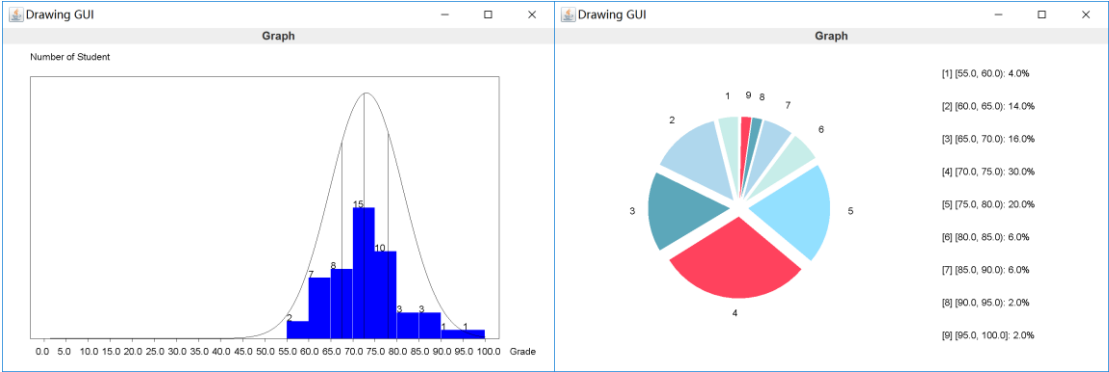 Drawing GUI
Graph
Number of Student
15
10
8
7
3 3
2
1 1
0.0 5.0 10.0 15.0 20.0 25.0 30.0 35.0 40.0 45.0 50.0 55.0 60.0 65.0 70.0 75.0 80.0 85.0 90.0 95.0 100.0 Grade
Drawing GUI
Graph
1 9 8 7
2 6
3 5
4
[1] [55.0, 60.0): 4.0%
[2] [60.0, 65.0): 14.0%
[3] [65.0, 70.0): 16.0%
[4] [70.0, 75.0): 30.0%
[5] [75.0, 80.0): 20.0%
[6] [80.0, 85.0): 6.0%
[7] [85.0, 90.0): 6.0%
[8] [90.0, 95.0): 2.0%
[9] [95.0, 100.0]: 2.0%